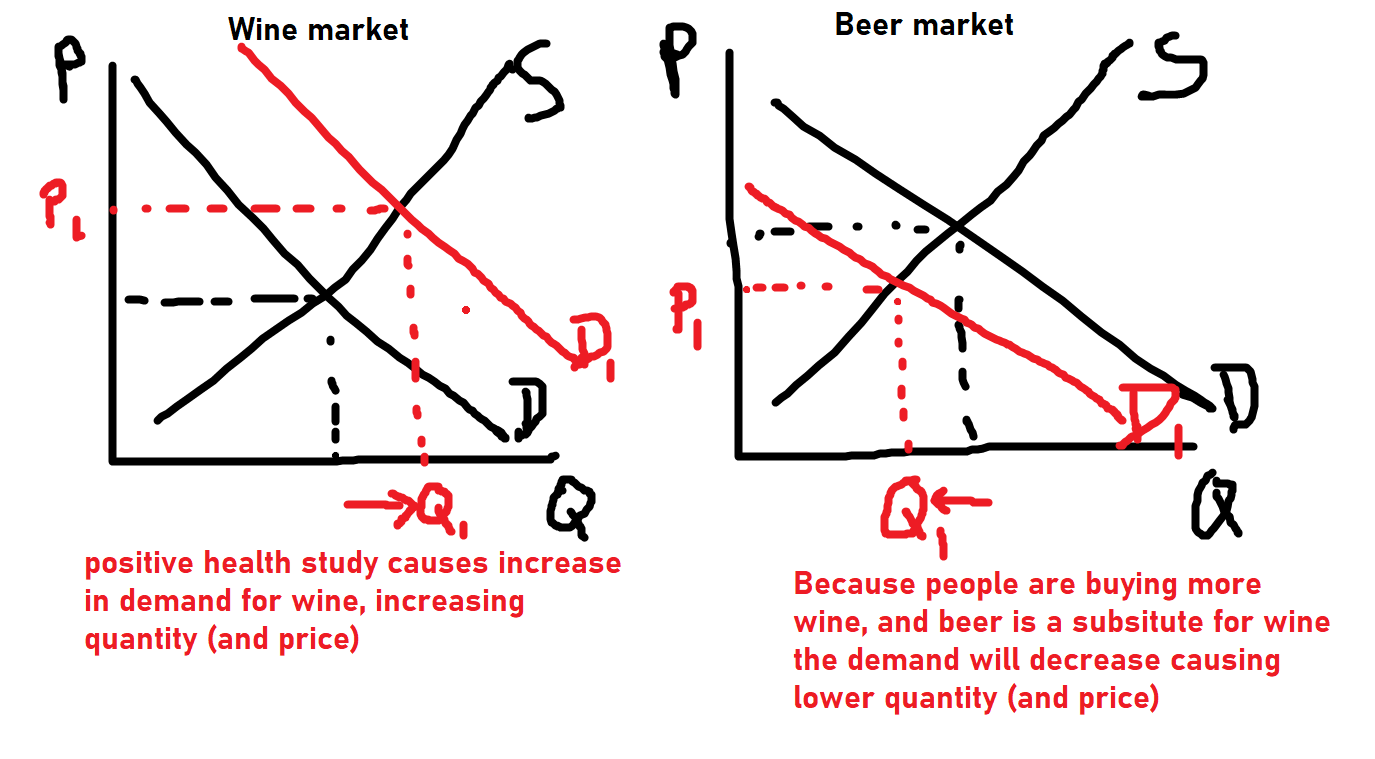 Wine market
P
S
P1
D1
D
Q1
Q
positive health study causes increase
in demand for wine, increasing
quantity (and price)
Beer market
P
S
P1
D
D1
Q1
Q
Because people are buying more
wine, and beer is a subsitute for wine
the demand will decrease causing
lower quantity (and price)